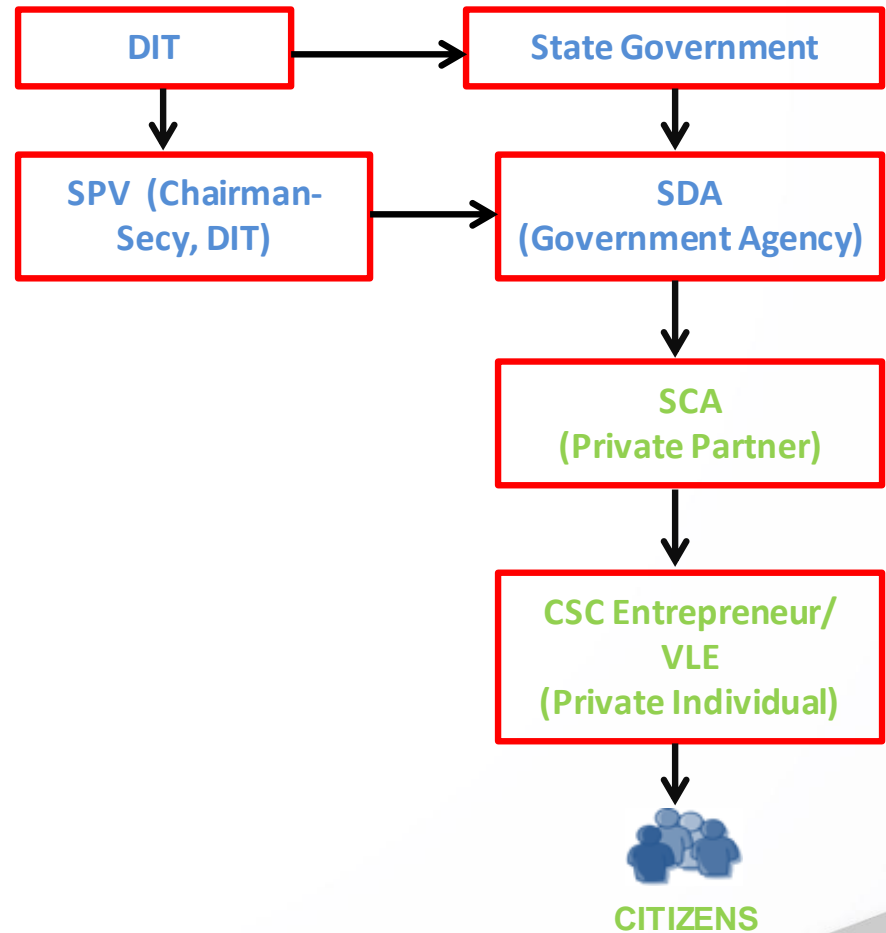 DIT
State Government
SPV (Chairman-
Secy, DIT)
SDA
(Government Agency)
SCA
(Private Partner)
CSC Entrepreneur/
VLE
(Private Individual)
CITIZENS